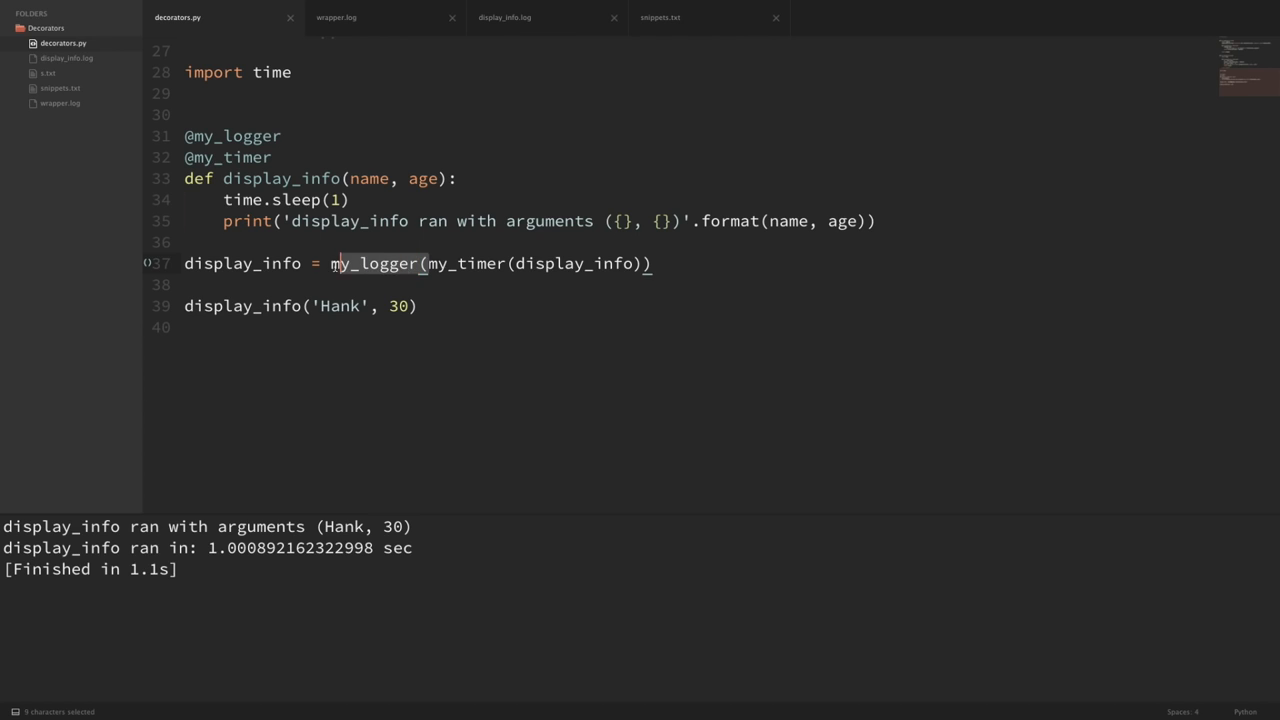 FOLDERS
Decorators
decorators.py
display_info.log
s.txt
snippets.txt
wrapper.log
decorators.py
wrapper.log
display_info.log
snippets.txt
27
28 import time
29
30
31 @my_logger
32 @my_timer
33 def display_info(name, age):
34 time.sleep(1)
35 print('display_info ran with arguments ({}, {})'.format(name, age))
36
37 display_info = my_logger(my_timer(display_info))
38
39 display_info('Hank', 30)
40
display_info ran with arguments (Hank, 30)
display_info ran in: 1.000892162322998 sec
[Finished in 1.1s]
9 characters selected
Spaces: 4
Python